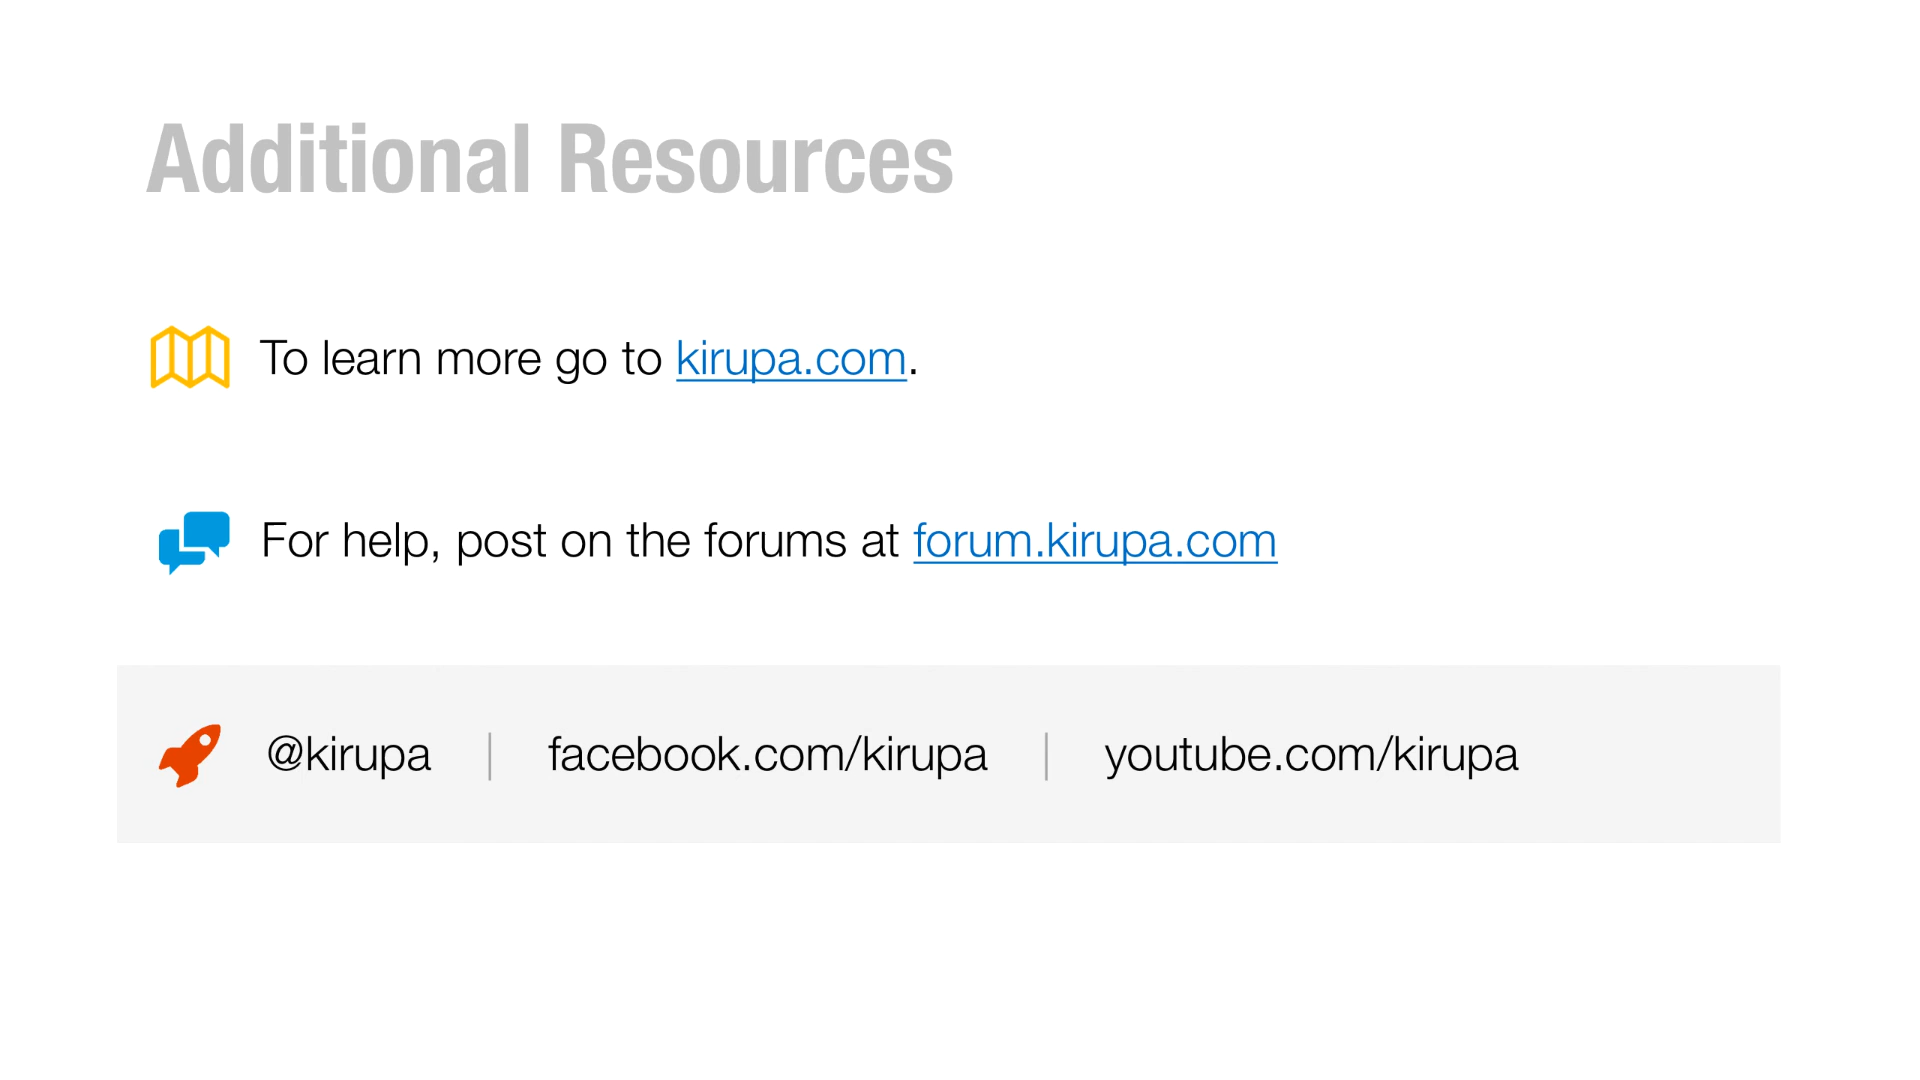 Additional Resources
To learn more go to kirupa.com.
For help, post on the forums at forum.kirupa.com
@kirupa | facebook.com/kirupa | youtube.com/kirupa